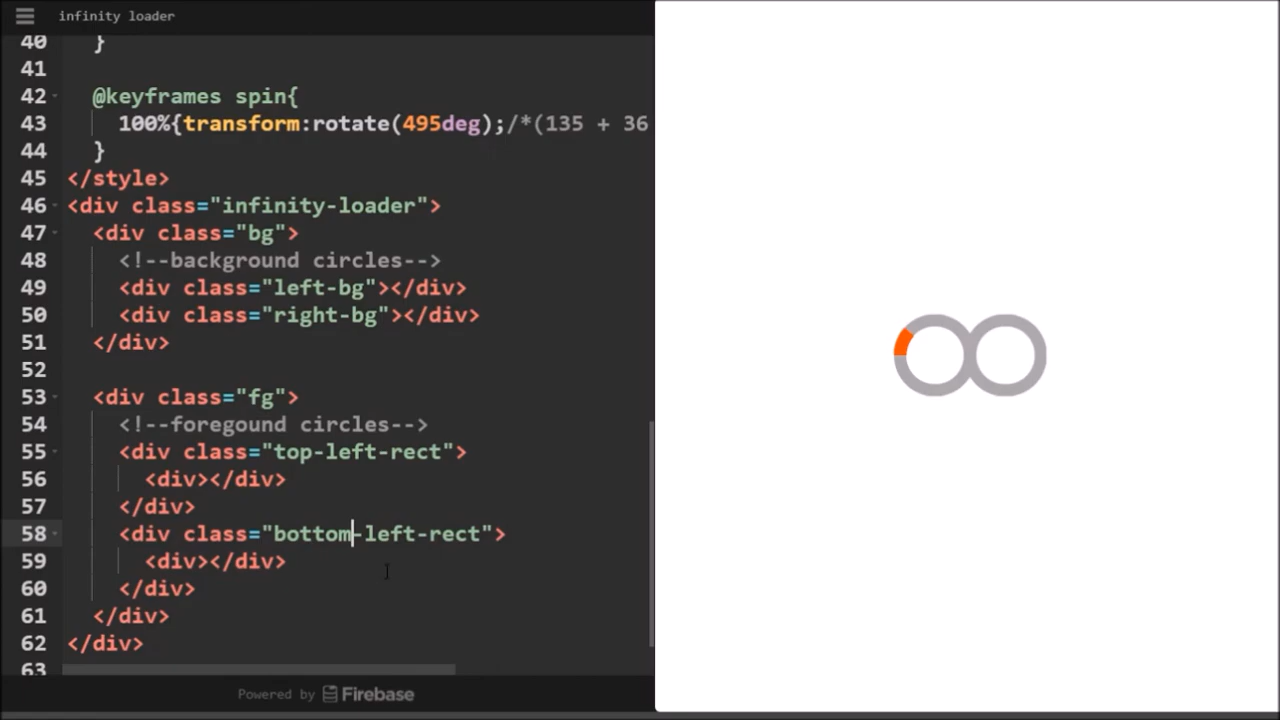 infinity loader
40 }
41
42 @keyframes spin{
43 100%{transform:rotate(495deg);/*(135 + 36
44 }
45 </style>
46 <div class="infinity-loader">
47 <div class="bg">
48 <!--background circles-->
49 <div class="left-bg"></div>
50 <div class="right-bg"></div>
51 </div>
52
53 <div class="fg">
54 <!--foregound circles-->
55 <div class="top-left-rect">
56 <div></div>
57 </div>
58 <div class="bottom-left-rect">
59 <div></div>
60 </div>
61 </div>
62 </div>
63
Powered by Firebase